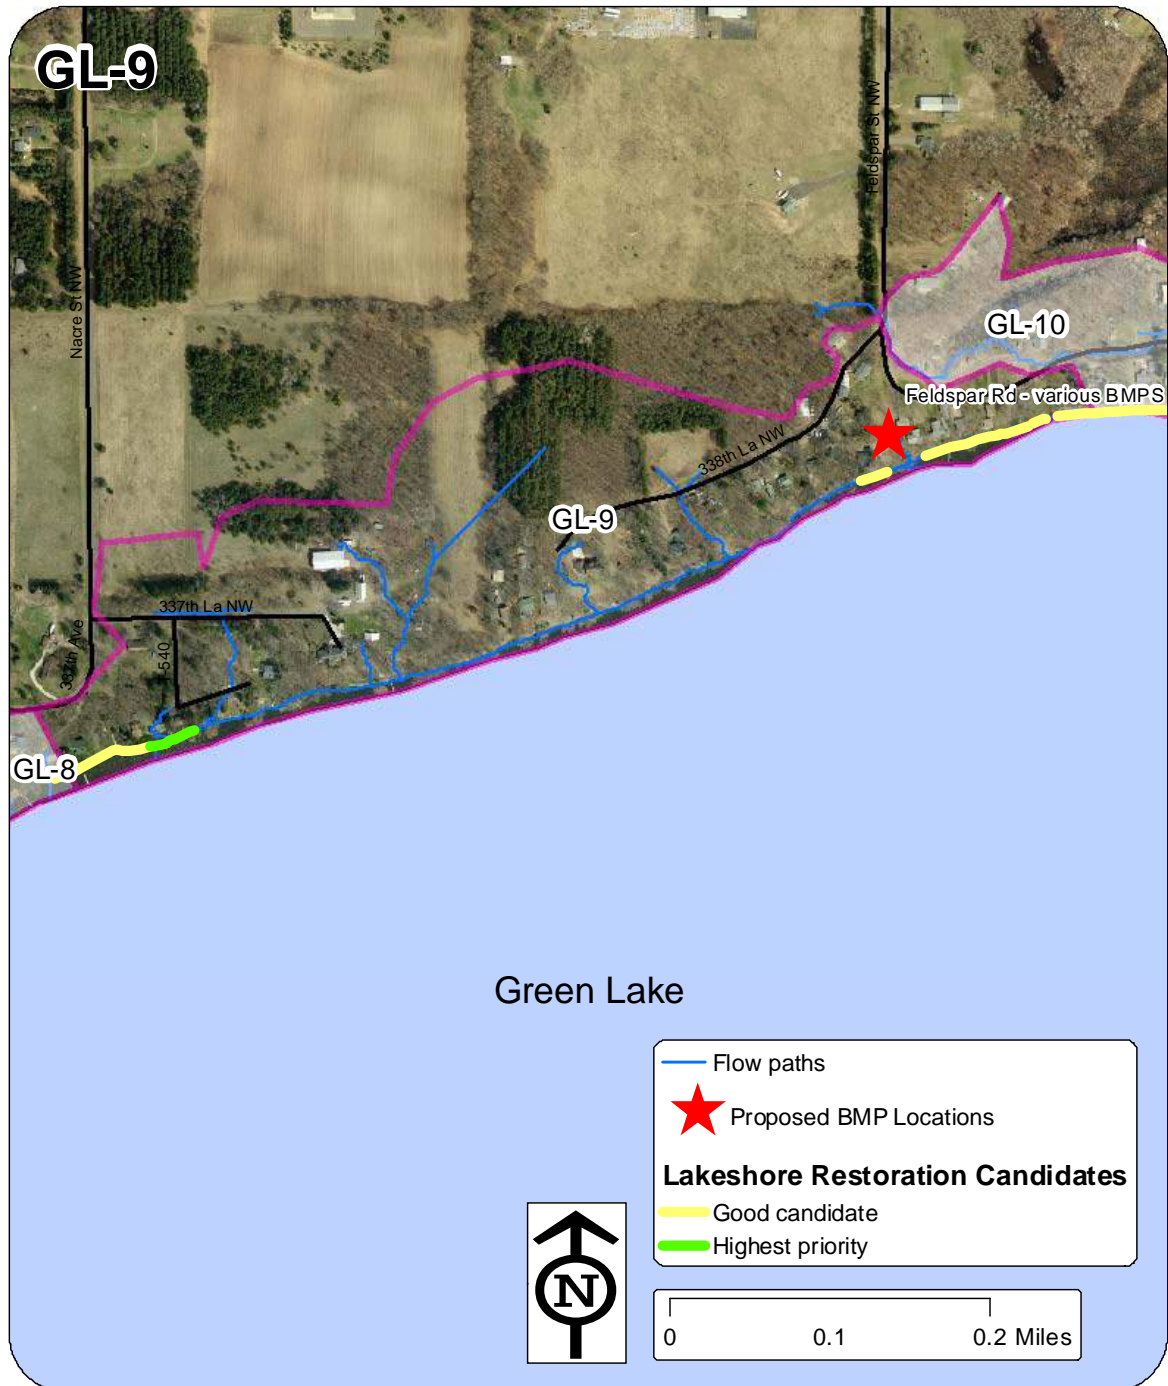 GL-9
Feldspar St NW
Nacre St NW
GL-10
Feldspar Rd - various BMPS
338th La NW
GL-9
337th La NW
337th Ave
T-540
GL-8
Green Lake
Flow paths
Proposed BMP Locations
Lakeshore Restoration Candidates
Good candidate
Highest priority
N
0 0.1 0.2 Miles